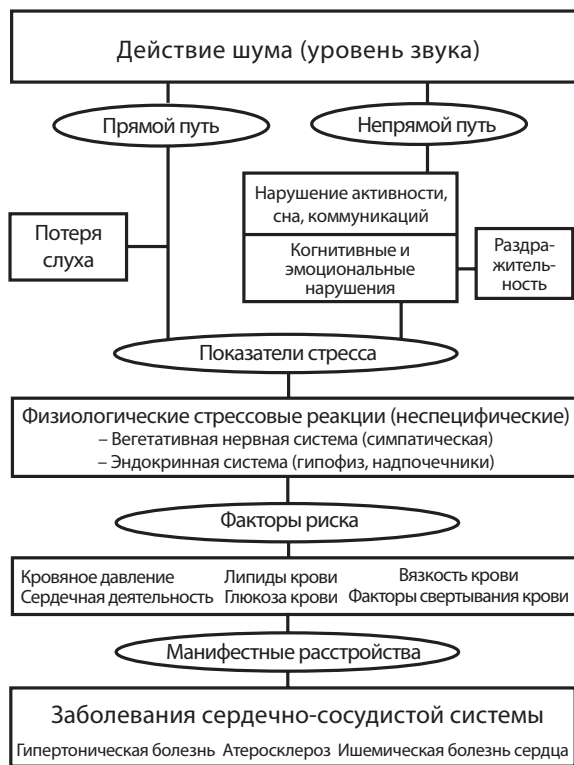 Действие шума (уровень звука)
Прямой путь
Непрямой путь
Нарушение активности,
сна, коммуникаций
Потеря
слуха
Когнитивные и
эмоциональные
нарушения
Раздра-
житель-
ность
Показатели стресса
Физиологические стрессовые реакции (неспецифические)
– Вегетативная нервная система (симпатическая)
– Эндокринная система (гипофиз, надпочечники)
Факторы риска
Кровяное давление Липиды крови Вязкость крови
Сердечная деятельность Глюкоза крови Факторы свертывания крови
Манифестные расстройства
Заболевания сердечно-сосудистой системы
Гипертоническая болезнь Атеросклероз Ишемическая болезнь сердца